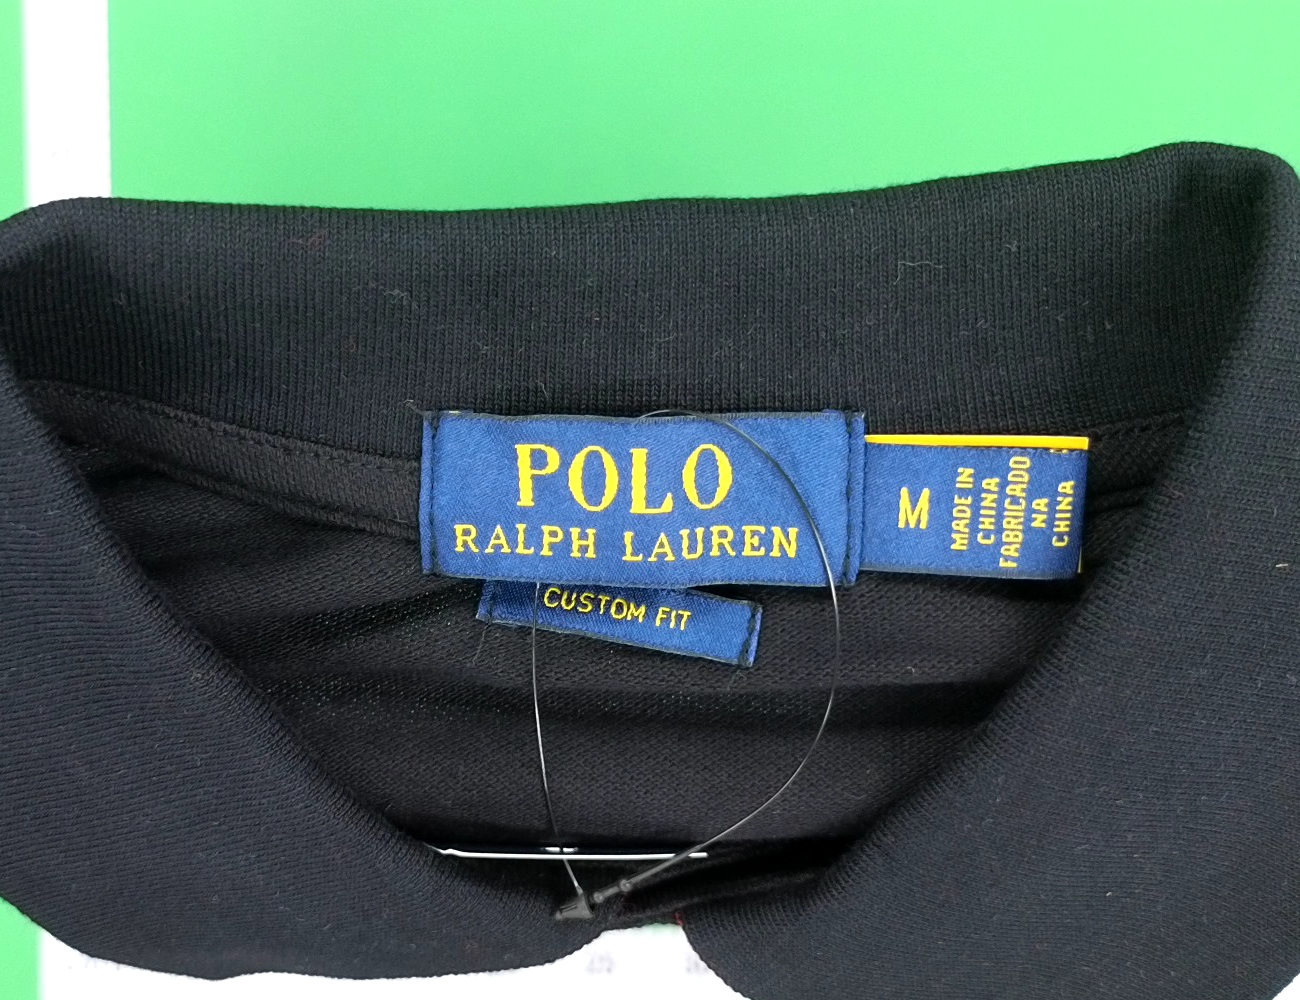 POLO
RALPH LAUREN
CUSTOM FIT
M
MADE IN
CHINA
FABRICADO
NA
CHINA